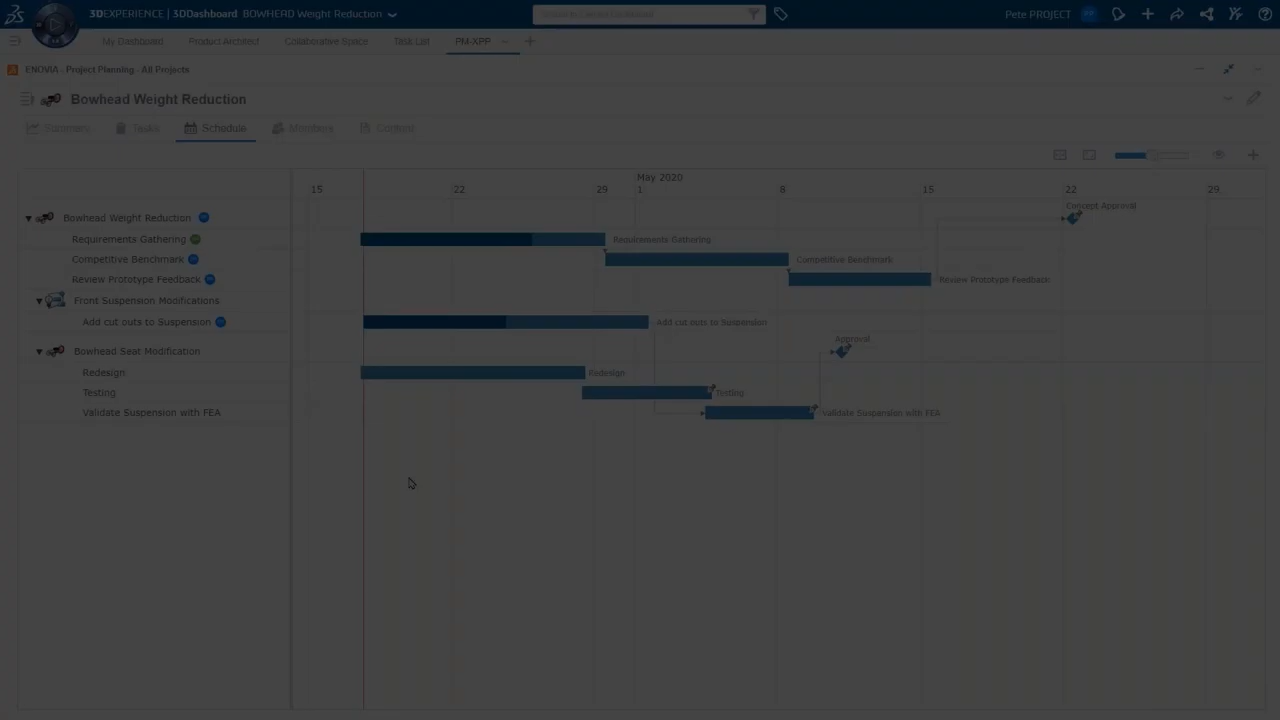 3DEXPERIENCE | 3DDashboard BOWHEAD Weight Reduction
Pete PROJECT
My Dashboard Product Architect Collaborative Space Task List PM-XPF
ENOVIA - Project Planning - All Projects
Bowhead Weight Reduction
Summary Tasks Schedule Members Content
May 2020
15 22 29 1 8 15 22 29...
Concept Approval
Bowhead Weight Reduction
Requirements Gathering Requirements Gathering
Competitive Benchmark Competitive Benchmark
Review Prototype Feedback Review Prototype Feedback
Front Suspension Modifications
Add cut outs to Suspension Add cut outs to Suspension
Approval
Bowhead Seat Modification
Redesign Redesign
Testing Testing
Validate Suspension with FEA Validate Suspension with FEA